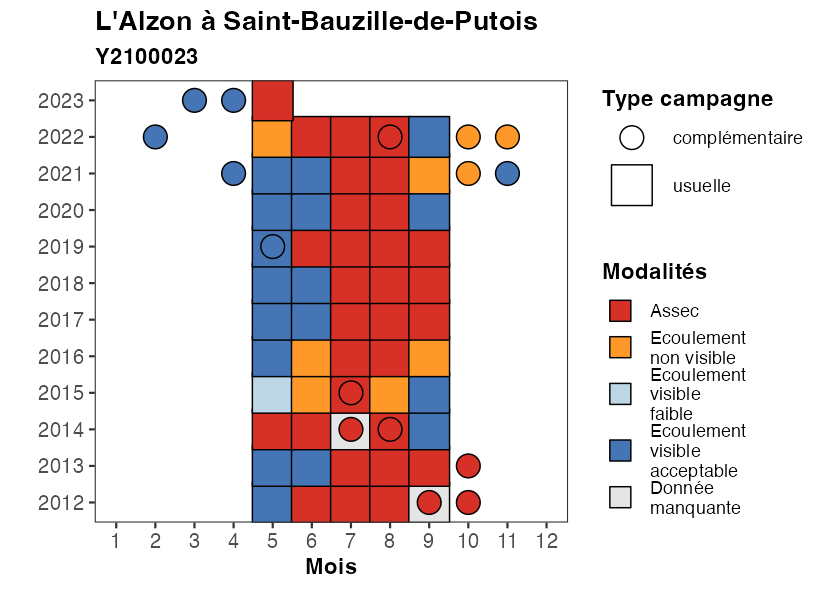 L'Alzon à Saint-Bauzille-de-Putois
Y2100023
2023
2022
2021
2020
2019
2018
2017
2016
2015
2014
2013
2012
1 2 3 4 5 6 7 8 9 10 11 12
Mois
Type campagne
complémentaire
usuelle
Modalités
Assec
Ecoulement
non visible
Ecoulement
visible
faible
Ecoulement
visible
acceptable
Donnée
manquante